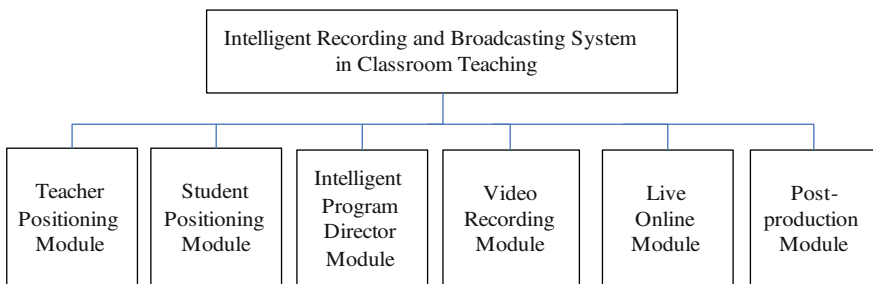 Intelligent Recording and Broadcasting System
in Classroom Teaching
Teacher
Positioning
Module
Student
Positioning
Module
Intelligent
Program
Director
Module
Video
Recording
Module
Live
Online
Module
Post-
production
Module